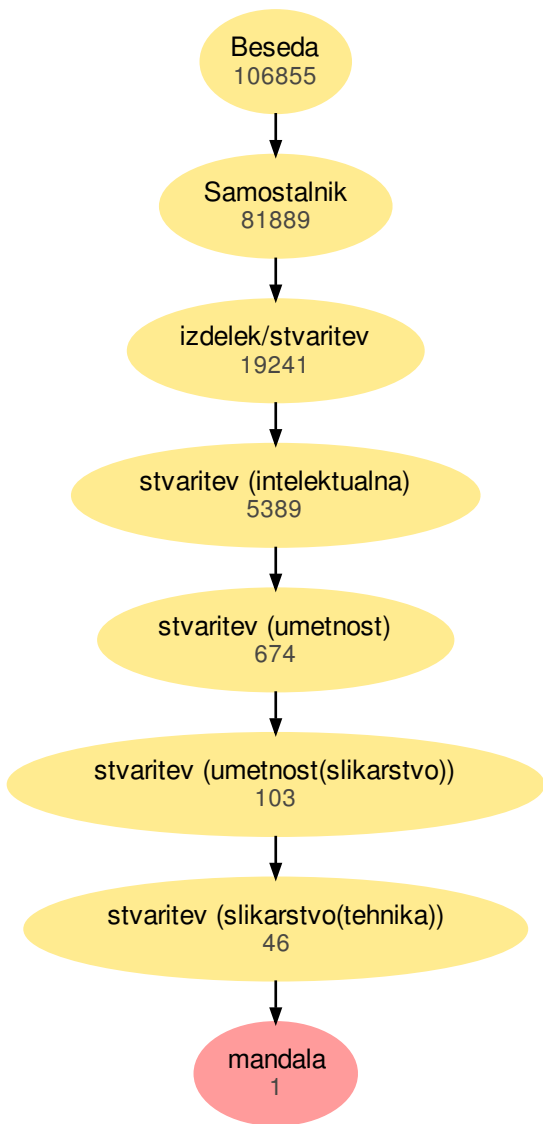 Beseda
106855
Samostalnik
81889
izdelek/stvaritev
19241
stvaritev (intelektualna)
5389
stvaritev (umetnost)
674
stvaritev (umetnost(slikarstvo))
103
stvaritev (slikarstvo(tehnika))
46
mandala
1